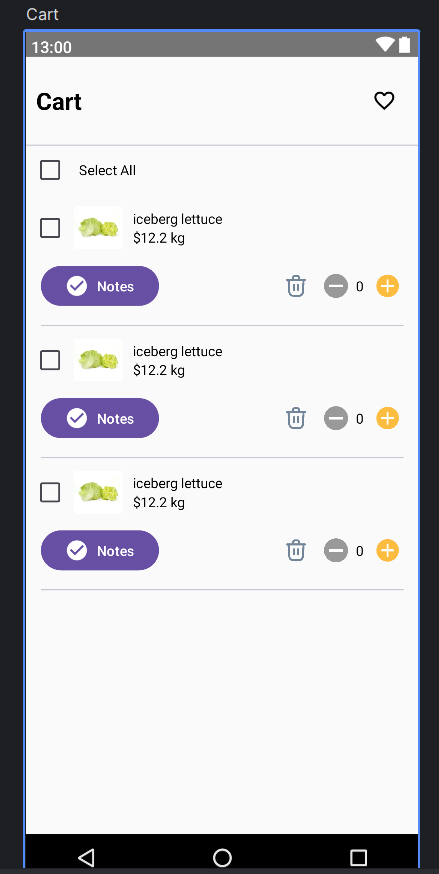 Cart
13:00
Cart
Select All
iceberg lettuce
$12.2 kg
Notes
0
iceberg lettuce
$12.2 kg
Notes
0
iceberg lettuce
$12.2 kg
Notes
0